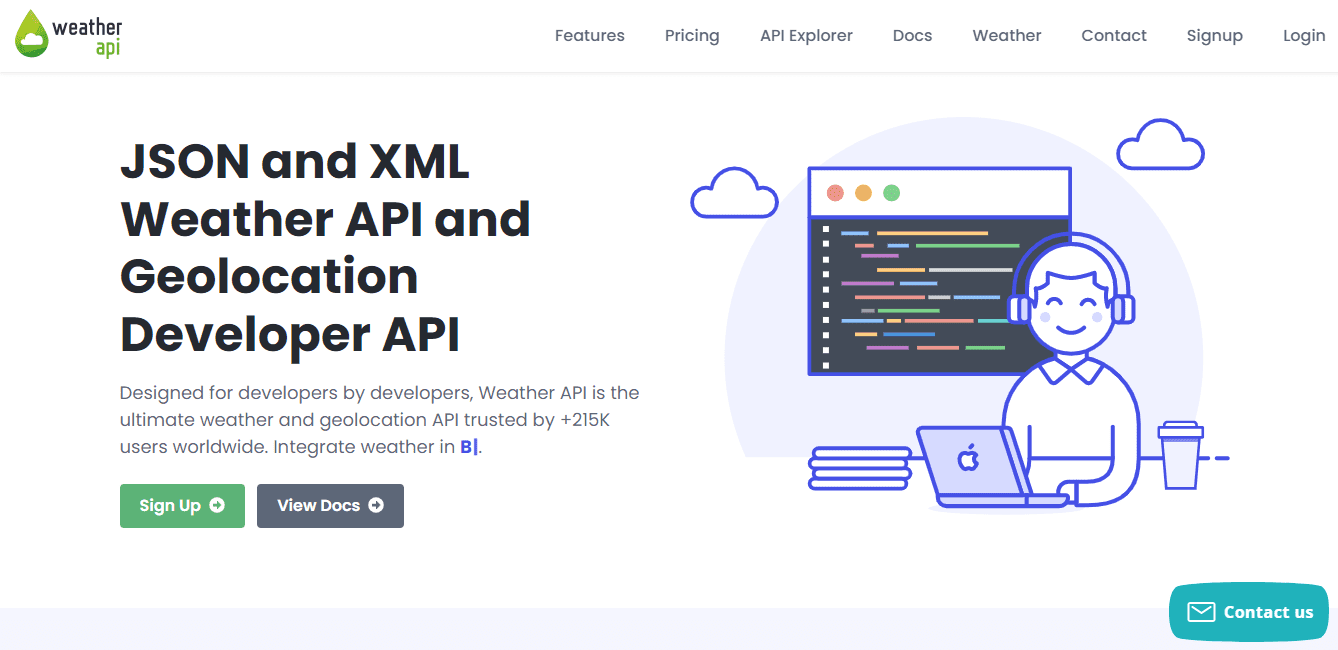 weather
api
Features Pricing API Explorer Docs Weather Contact Signup Login
JSON and XML
Weather API and
Geolocation
Developer API
Designed for developers by developers, Weather API is the
ultimate weather and geolocation API trusted by +215K
users worldwide. Integrate weather in B|.
Sign Up View Docs
Contact us